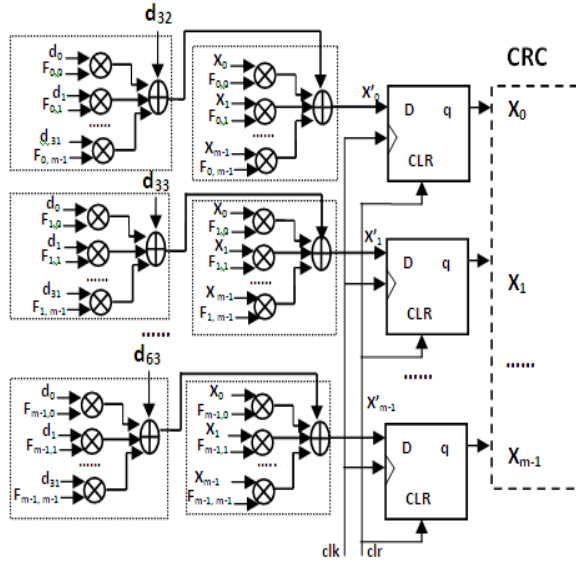 d32
d0
F0,0
d1
F0,1
......
d,31
F0, m-1
X0
F0,0
X1
F0,1
......
Xm-1
F0, m-1
X'0
D q
CLR
CRC
X0
d33
d0
F1,0
d1
F1,1
......
d31
F1, m-1
X0
F1,0
X1
F1,1
......
Xm-1
F1, m-1
X'1
D q
CLR
X1
......
......
......
d63
d0
Fm-1,0
d1
Fm-1,1
......
d31
Fm-1, m-1
X0
Fm-1,0
X1
Fm-1,1
.....
Xm-1
Fm-1, m-1
X'm-1
D q
CLR
Xm-1
clk clr